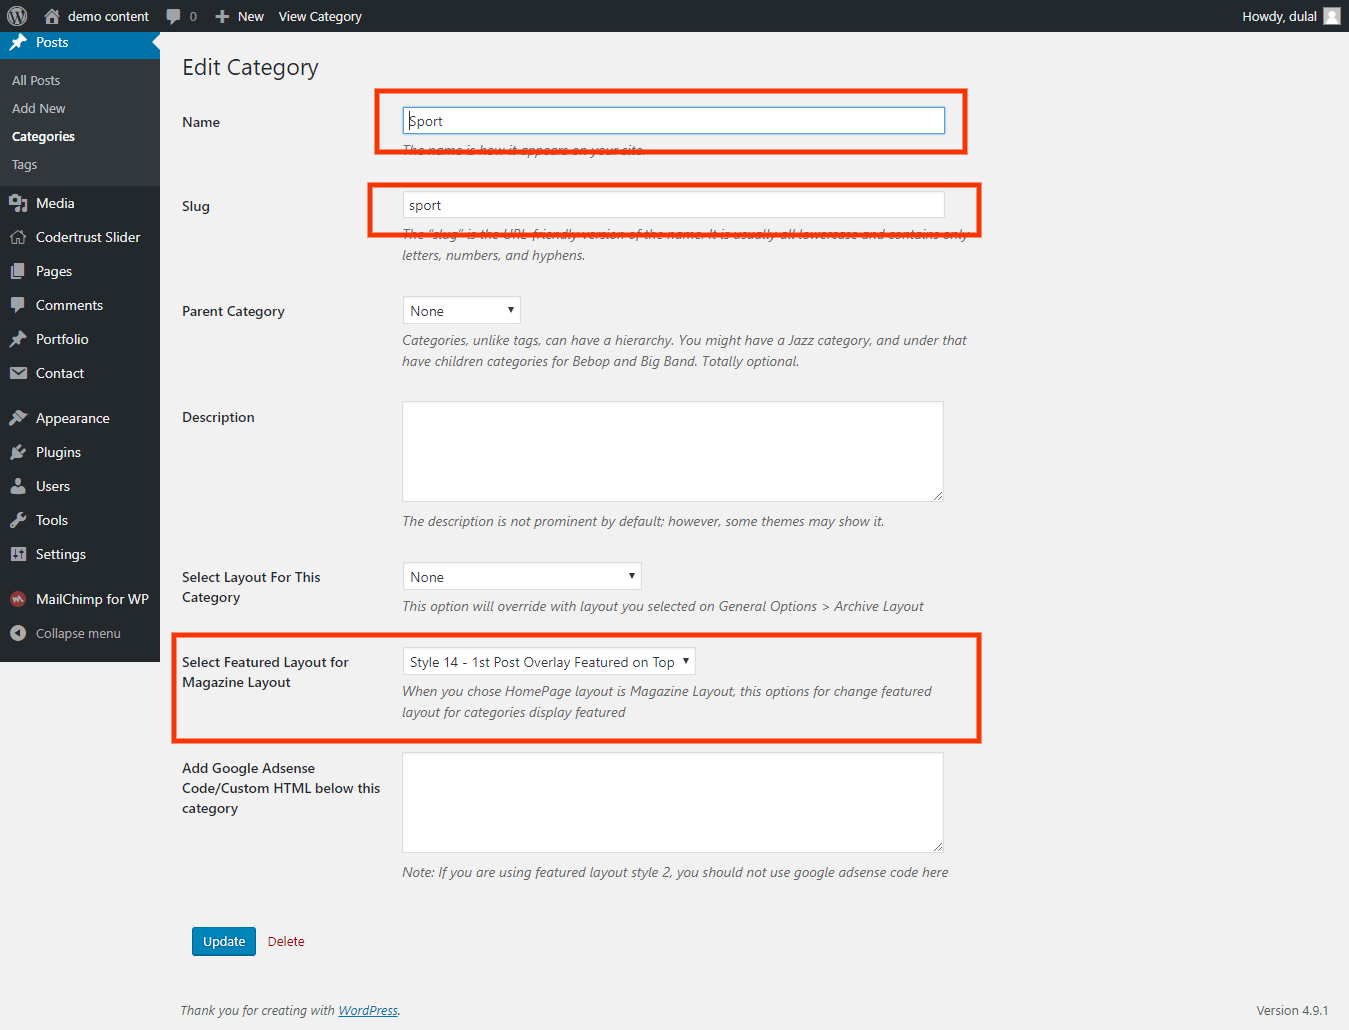 demo content 0 New View Category Howdy, dulal
Posts
All Posts
Add New
Categories
Tags
Media
Codertrust Slider
Pages
Comments
Portfolio
Contact
Appearance
Plugins
Users
Tools
Settings
MailChimp for WP
Collapse menu
Edit Category
Name
Sport
The name is how it appears on your site.
Slug
sport
The “slug” is the URL-friendly version of the name. It is usually all lowercase and contains only
letters, numbers, and hyphens.
Parent Category
None
Categories, unlike tags, can have a hierarchy. You might have a Jazz category, and under that
have children categories for Bebop and Big Band. Totally optional.
Description
The description is not prominent by default; however, some themes may show it.
Select Layout For This
Category
None
This option will override with layout you selected on General Options > Archive Layout
Select Featured Layout for
Magazine Layout
Style 14 - 1st Post Overlay Featured on Top
When you chose HomePage layout is Magazine Layout, this options for change featured
layout for categories display featured
Add Google Adsense
Code/Custom HTML below this
category
Note: If you are using featured layout style 2, you should not use google adsense code here
Update Delete
Thank you for creating with WordPress.
Version 4.9.1